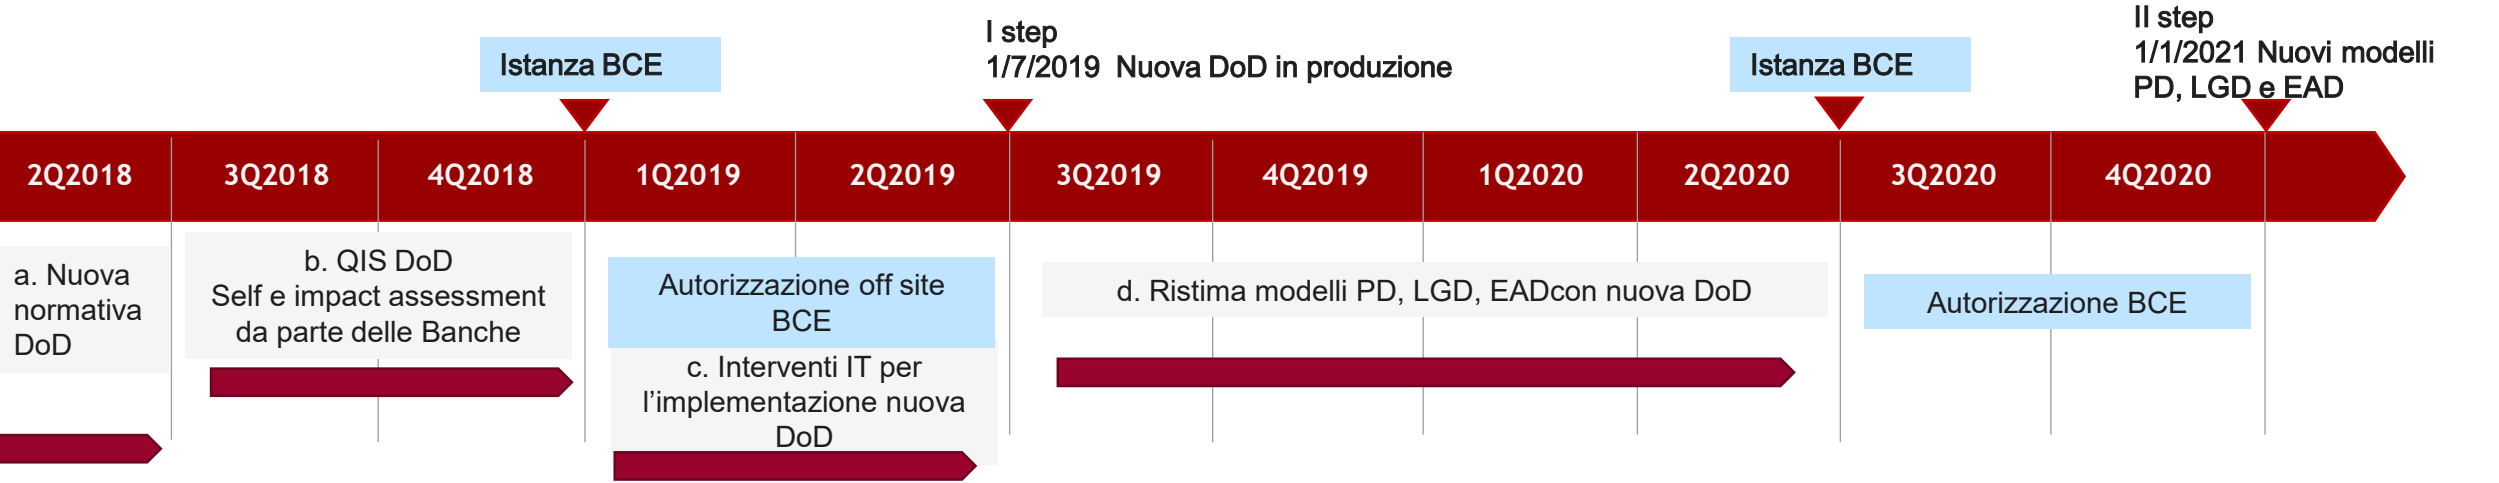 Istanza BCE
I step
1/7/2019 Nuova DoD in produzione
Istanza BCE
II step
1/1/2021 Nuovi modelli
PD, LGD e EAD
2Q2018
3Q2018
4Q2018
1Q2019
2Q2019
3Q2019
4Q2019
1Q2020
2Q2020
3Q2020
4Q2020
a. Nuova
normativa
DoD
b. QIS DoD
Self e impact assessment
da parte delle Banche
Autorizzazione off site
BCE
c. Interventi IT per
l’implementazione nuova
DoD
d. Ristima modelli PD, LGD, EADcon nuova DoD
Autorizzazione BCE